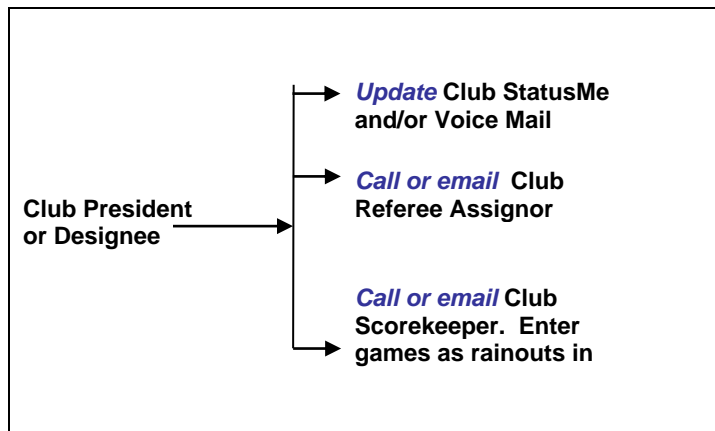 Update Club StatusMe
and/or Voice Mail
Call or email Club
Referee Assignor
Club President
or Designee
Call or email Club
Scorekeeper. Enter
games as rainouts in